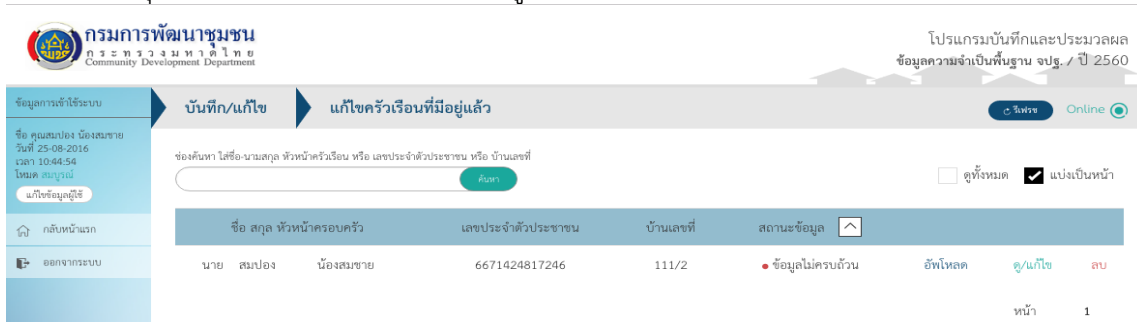 กรมการพัฒนาชุมชน
กระทรวงมหาดไทย
Community Development Department
โปรแกรมบันทึกและประมวลผล
ข้อมูลความจำเป็นพื้นฐาน จปฐ. / ปี 2560
ข้อมูลการเข้าใช้ระบบ
บันทึก/แก้ไข
แก้ไขครัวเรือนที่มีอยู่แล้ว
รีเฟรช
Online
ชื่อ คุณสมปอง น้องสมชาย
วันที่ 25-08-2016
เวลา 10:44:54
โหมด สมบูรณ์
แก้ไขข้อมูลผู้ใช้
กลับหน้าแรก
ออกจากระบบ
ช่องค้นหา ใส่ชื่อ-นามสกุล หัวหน้าครัวเรือน หรือ เลขประจำตัวประชาชน หรือ บ้านเลขที่
ค้นหา
ดูทั้งหมด
แบ่งเป็นหน้า
ชื่อ สกุล หัวหน้าครอบครัว เลขประจำตัวประชาชน บ้านเลขที่ สถานะข้อมูล
นาย สมปอง น้องสมชาย 6671424817246 111/2 ข้อมูลไม่ครบถ้วน อัพโหลด ดู/แก้ไข ลบ
หน้า 1